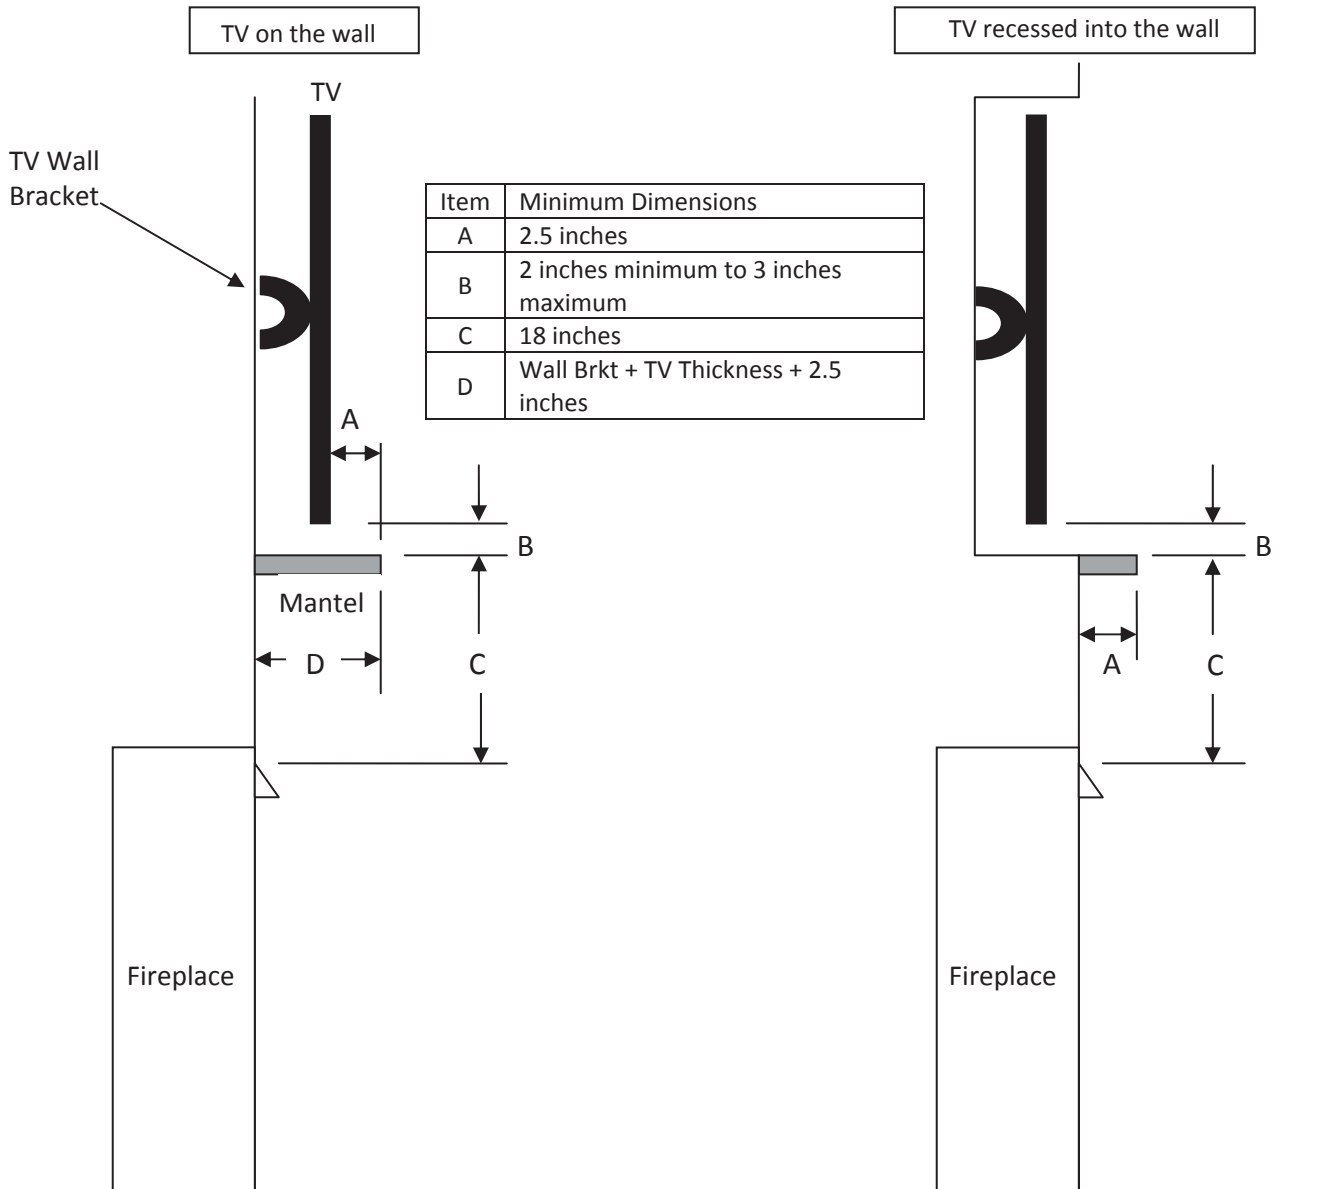 TV on the wall
TV recessed into the wall
TV
TV Wall
Bracket
Item Minimum Dimensions
A 2.5 inches
B 2 inches minimum to 3 inches
maximum
C 18 inches
D Wall Brkt + TV Thickness + 2.5
inches
A
B
Mantel
D
C
Fireplace
B
A
C
Fireplace